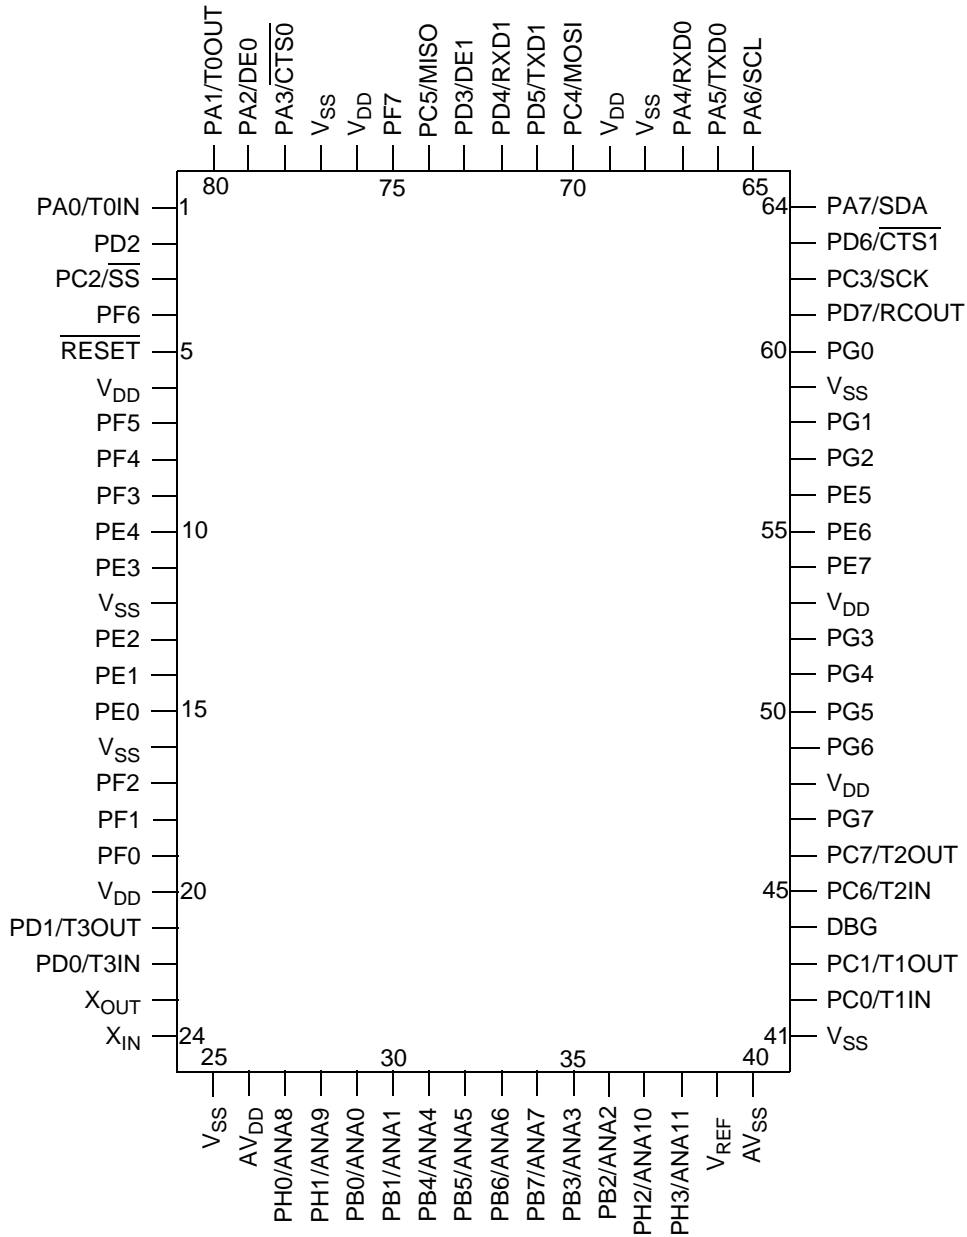 PA1/T0OUT
PA2/DE0
PA3/CTS0
VSS
VDD
PF7
PC5/MISO
PD3/DE1
PD4/RXD1
PD5/TXD1
PC4/MOSI
VDD
VSS
PA4/RXD0
PA5/TXD0
PA6/SCL
80
75
70
65
PA0/T0IN 1
PD2
PC2/SS
PF6
RESET 5
VDD
PF5
PF4
PF3
PE4 10
PE3
VSS
PE2
PE1
PE0 15
VSS
PF2
PF1
PF0
VDD 20
PD1/T3OUT
PD0/T3IN
XOUT
XIN 24
64 PA7/SDA
PD6/CTS1
PC3/SCK
PD7/RCOUT
60 PG0
VSS
PG1
PG2
PE5
55 PE6
PE7
VDD
PG3
PG4
50 PG5
PG6
VDD
PG7
PC7/T2OUT
45 PC6/T2IN
DBG
PC1/T1OUT
PC0/T1IN
41 VSS
25
30
35
40
VSS
AVDD
PH0/ANA8
PH1/ANA9
PB0/ANA0
PB1/ANA1
PB4/ANA4
PB5/ANA5
PB6/ANA6
PB7/ANA7
PB3/ANA3
PB2/ANA2
PH2/ANA10
PH3/ANA11
VREF
AVSS